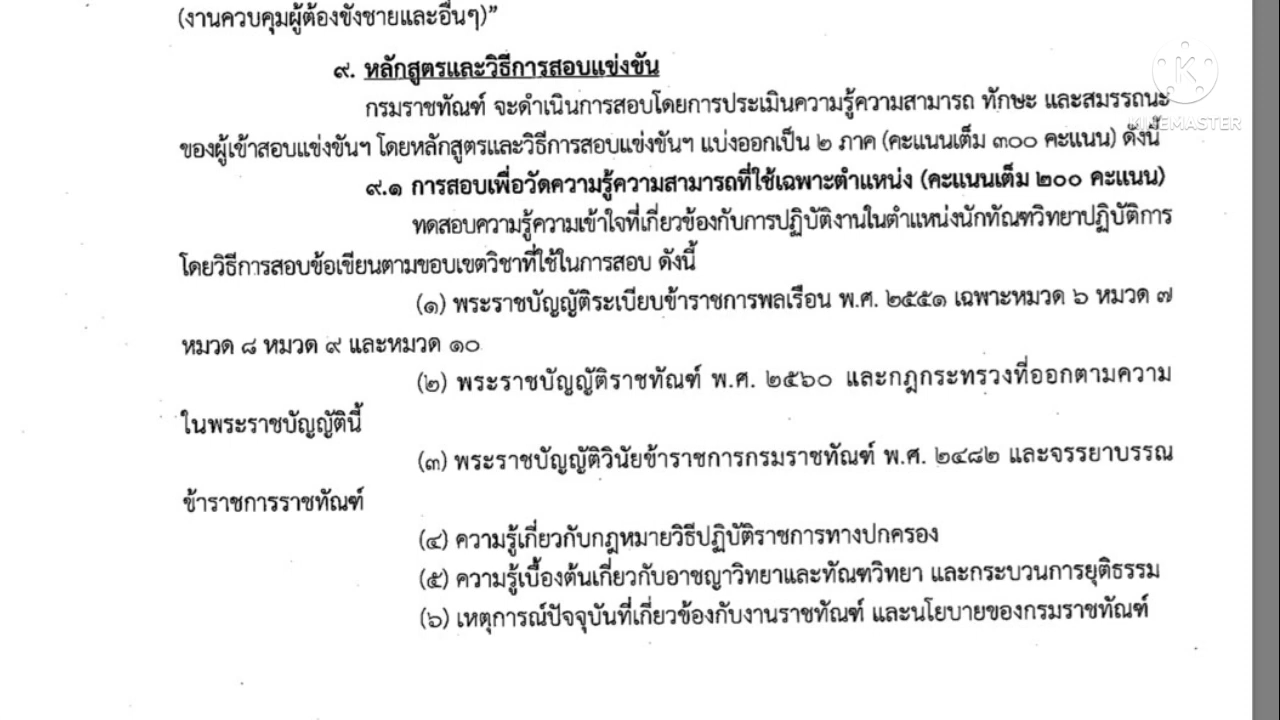 (งานควบคุมผู้ต้องขังชายและอื่นๆ)”
๙. หลักสูตรและวิธีการสอบแข่งขัน
กรมราชทัณฑ์ จะดำเนินการสอบโดยการประเมินความรู้ความสามารถ ทักษะ และสมรรถนะ
ของผู้เข้าสอบแข่งขันฯ โดยหลักสูตรและวิธีการสอบแข่งขันฯ แบ่งออกเป็น ๒ ภาค (คะแนนเต็ม ๓๐๐ คะแนน) ดังนี้
KINEMASTER
๙.๑ การสอบเพื่อวัดความรู้ความสามารถที่ใช้เฉพาะตำแหน่ง (คะแนนเต็ม ๒๐๐ คะแนน)
ทดสอบความรู้ความเข้าใจที่เกี่ยวข้องกับการปฏิบัติงานในตำแหน่งนักทัณฑวิทยาปฏิบัติการ
โดยวิธีการสอบข้อเขียนตามขอบเขตวิชาที่ใช้ในการสอบ ดังนี้
(๑) พระราชบัญญัติระเบียบข้าราชการพลเรือน พ.ศ. ๒๕๕๑ เฉพาะหมวด ๖ หมวด ๗
หมวด ๘ หมวด ๙ และหมวด ๑๐
(๒) พระราชบัญญัติราชทัณฑ์ พ.ศ. ๒๕๖๐ และกฎกระทรวงที่ออกตามความ
ในพระราชบัญญัตินี้
(๓) พระราชบัญญัติวินัยข้าราชการกรมราชทัณฑ์ พ.ศ. ๒๔๘๒ และจรรยาบรรณ
ข้าราชการราชทัณฑ์
(๔) ความรู้เกี่ยวกับกฎหมายวิธีปฏิบัติราชการทางปกครอง
(๕) ความรู้เบื้องต้นเกี่ยวกับอาชญาวิทยาและทัณฑวิทยา และกระบวนการยุติธรรม
(๖) เหตุการณ์ปัจจุบันที่เกี่ยวข้องกับงานราชทัณฑ์ และนโยบายของกรมราชทัณฑ์